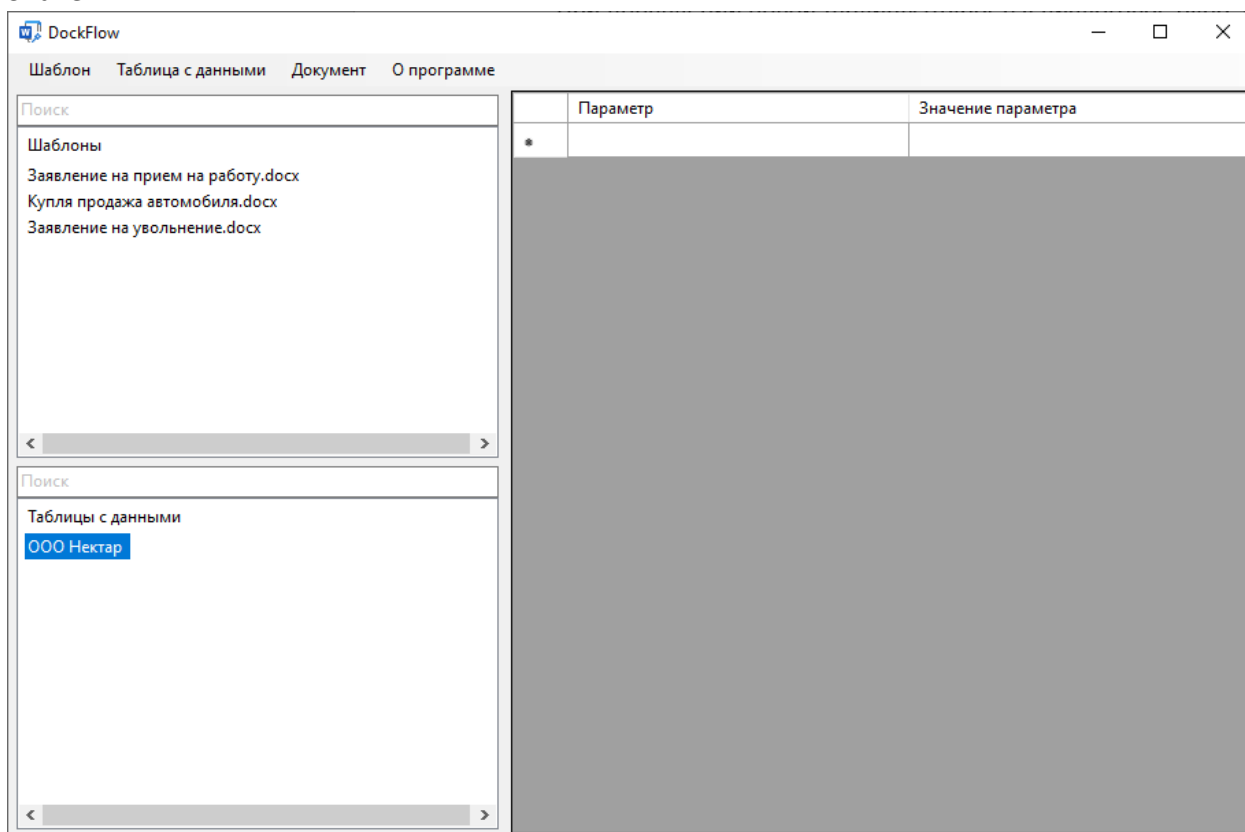 DockFlow
Шаблон Таблица с данными Документ О программе
Поиск
Шаблоны
Заявление на прием на работу.docx
Купля продажа автомобиля.docx
Заявление на увольнение.docx
Поиск
Таблицы с данными
ООО Нектар
Параметр Значение параметра